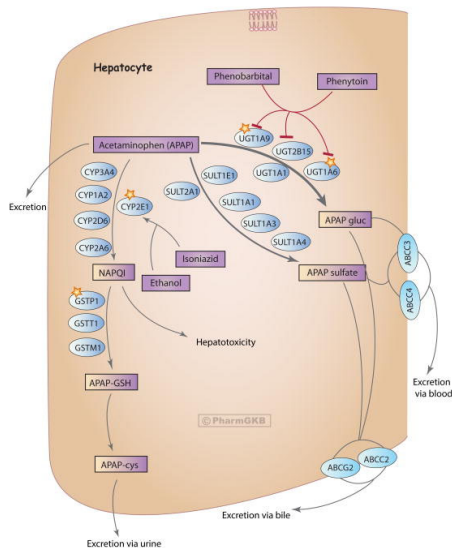 Hepatocyte
Phenobarbital
Phenytoin
UGT1A9
UGT2B15
Acetaminophen (APAP)
UGT1A1
UGT1A6
CYP3A4
SULT1E1
CYP1A2
SULT2A1
CYP2E1
SULT1A1
Excretion
CYP2D6
SULT1A3
APAP gluc
CYP2A6
SULT1A4
ABCC3
Isoniazid
NAPQI
Ethanol
APAP sulfate
ABCC4
GSTP1
GSTT1
Hepatotoxicity
GSTM1
APAP-GSH
Excretion
via blood
©PharmGKB
APAP-cys
ABCG2
ABCC2
Excretion via bile
Excretion via urine